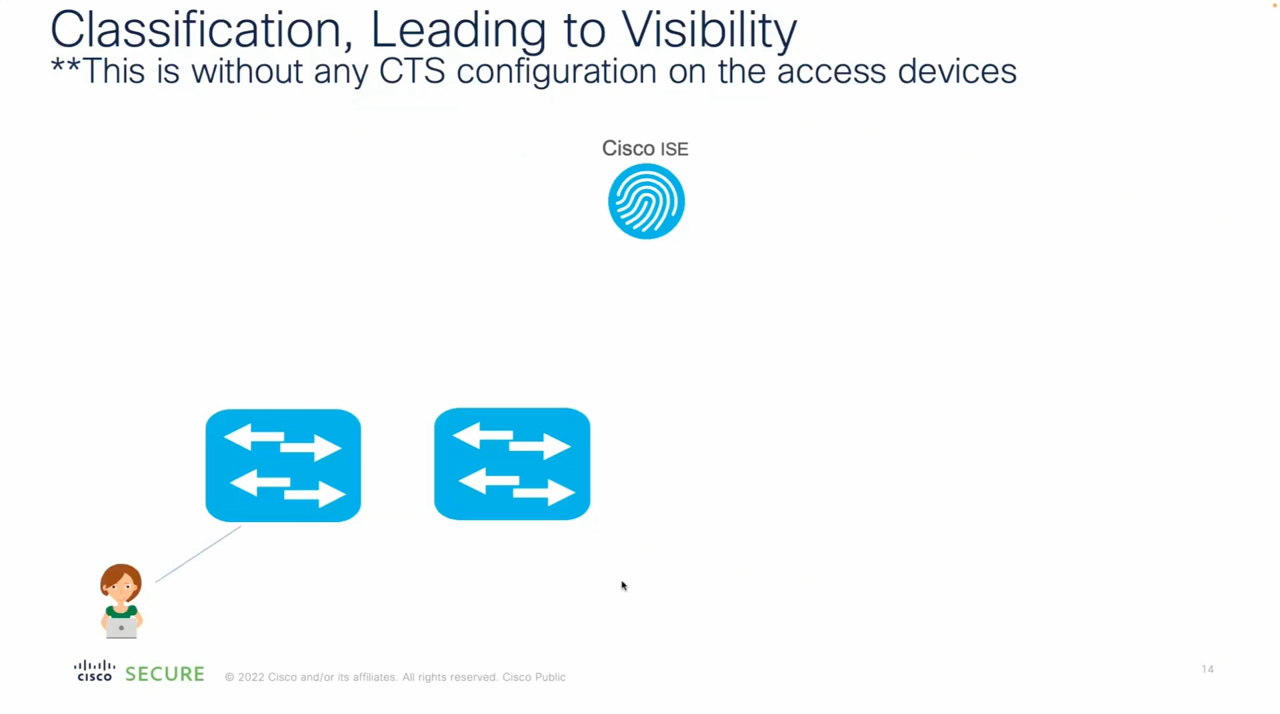 Classification, Leading to Visibility
**This is without any CTS configuration on the access devices
Cisco ISE
cisco SECURE © 2022 Cisco and/or its affiliates. All rights reserved. Cisco Public
14